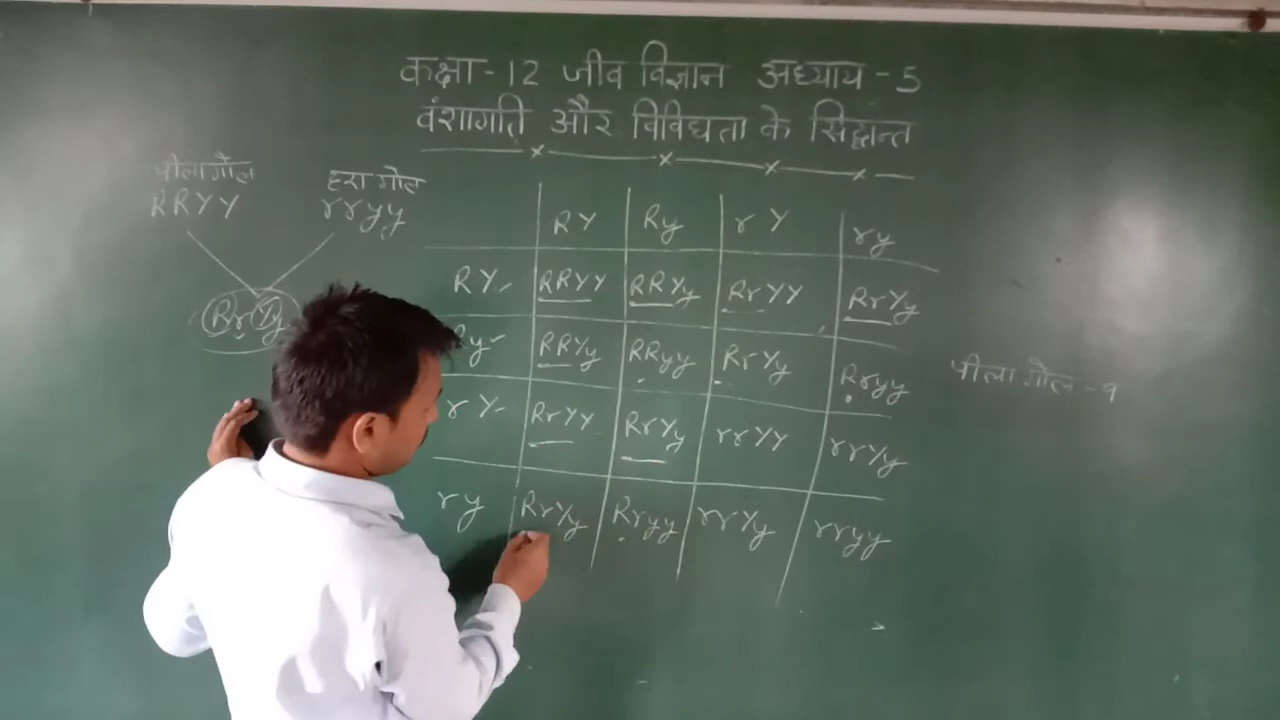 कक्षा-12 जीव विज्ञान अध्याय-5
वंशागति और विविधता के सिद्धान्त
पीला गोल हरा गोल
RRYY rryy
RrYy
RY Ry rY ry
RY RRYY RRYy RrYY RrYy
Ry RRYy RRyy RrYy Rryy
rY RrYY RrYy rrYY rrYy
ry RrYy Rryy rrYy rryy
पीला गोल - 9